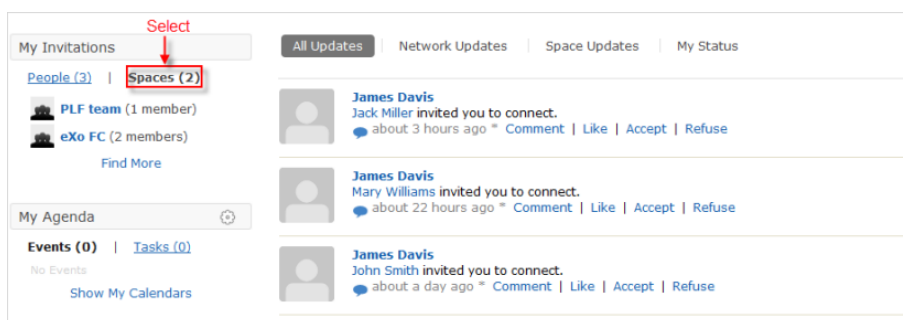 Select
My Invitations
People (3) | Spaces (2)
PLF team (1 member)
eXo FC (2 members)
Find More
My Agenda
Events (0) | Tasks (0)
No Events
Show My Calendars
All Updates | Network Updates | Space Updates | My Status
James Davis
Jack Miller invited you to connect.
about 3 hours ago * Comment | Like | Accept | Refuse
James Davis
Mary Williams invited you to connect.
about 22 hours ago * Comment | Like | Accept | Refuse
James Davis
John Smith invited you to connect.
about a day ago * Comment | Like | Accept | Refuse